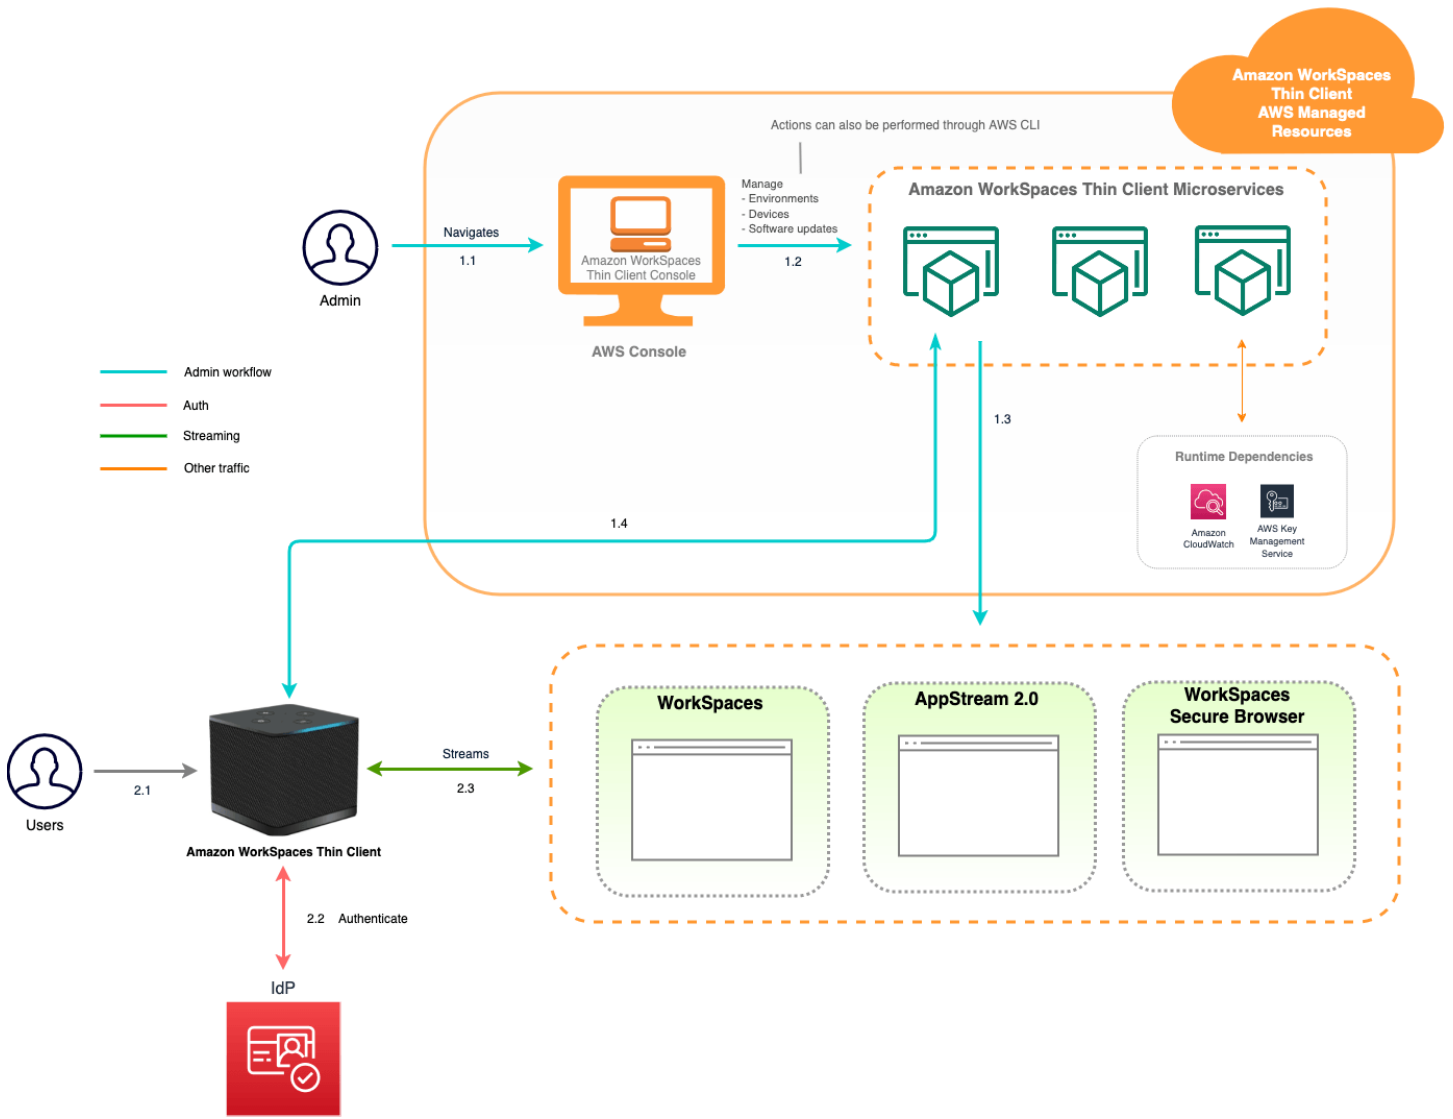 Amazon WorkSpaces
Thin Client
AWS Managed
Resources
Actions can also be performed through AWS CLI
Manage
- Environments
- Devices
- Software updates
1.2
Amazon WorkSpaces Thin Client Microservices
Navigates
1.1
Admin
Amazon WorkSpaces
Thin Client Console
AWS Console
Admin workflow
Auth
Streaming
Other traffic
1.3
Runtime Dependencies
Amazon
CloudWatch
AWS Key
Management
Service
1.4
WorkSpaces
AppStream 2.0
WorkSpaces
Secure Browser
Streams
2.3
2.1
Users
Amazon WorkSpaces Thin Client
2.2 Authenticate
IdP